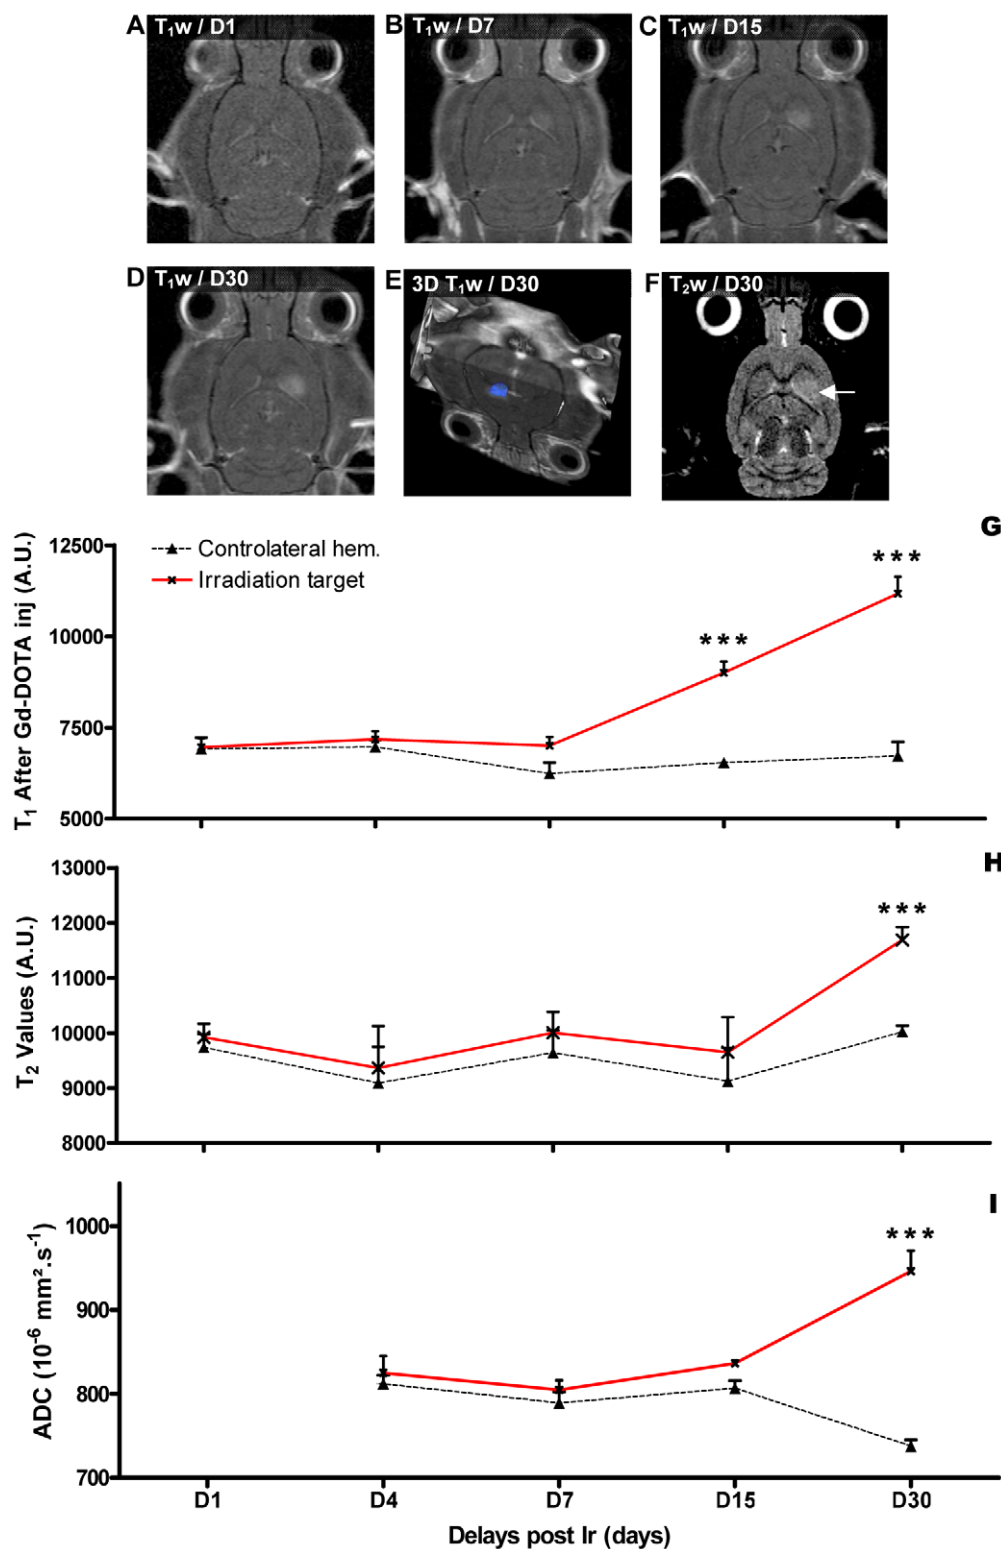 A T₁w / D1
B T₁w / D7
C T₁w / D15
D T₁w / D30
E 3D T₁w / D30
F T₂w / D30
G
T₁ After Gd-DOTA inj (A.U.)
12500
10000
7500
5000
Controlateral hem.
Irradiation target
***
***
H
T₂ Values (A.U.)
13000
12000
11000
10000
9000
8000
***
I
ADC (10⁻⁶ mm².s⁻¹)
1000
900
800
700
***
D1 D4 D7 D15 D30
Delays post Ir (days)